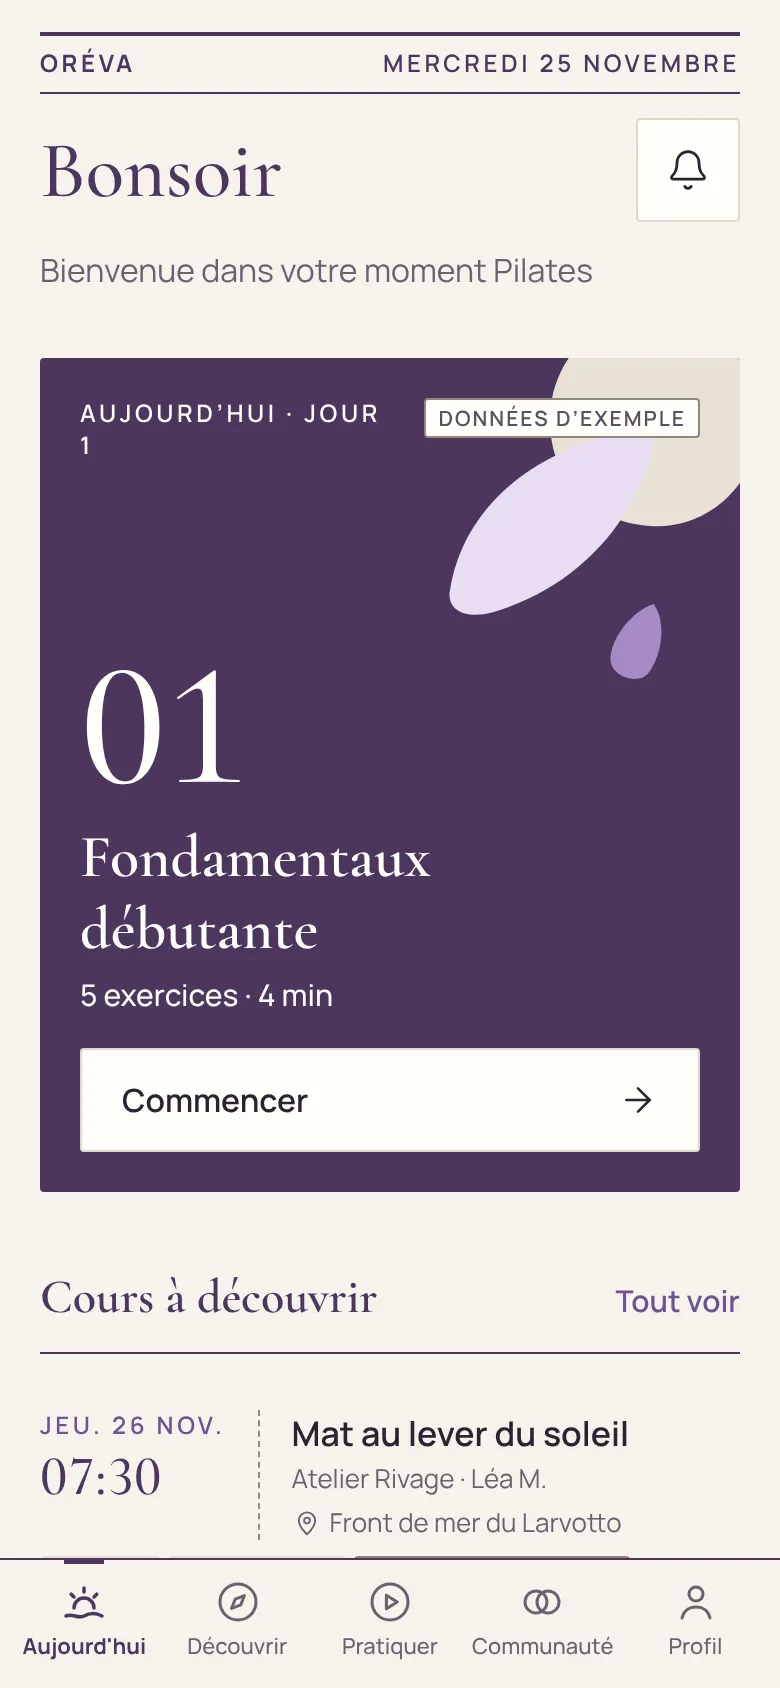 ORÉVA
MERCREDI 25 NOVEMBRE
Bonsoir
Bienvenue dans votre moment Pilates
AUJOURD’HUI · JOUR
1
DONNÉES D’EXEMPLE
01
Fondamentaux
débutante
5 exercices · 4 min
Commencer
Cours à découvrir
Tout voir
JEU. 26 NOV.
07:30
Mat au lever du soleil
Atelier Rivage · Léa M.
Front de mer du Larvotto
Aujourd'hui
Découvrir
Pratiquer
Communauté
Profil